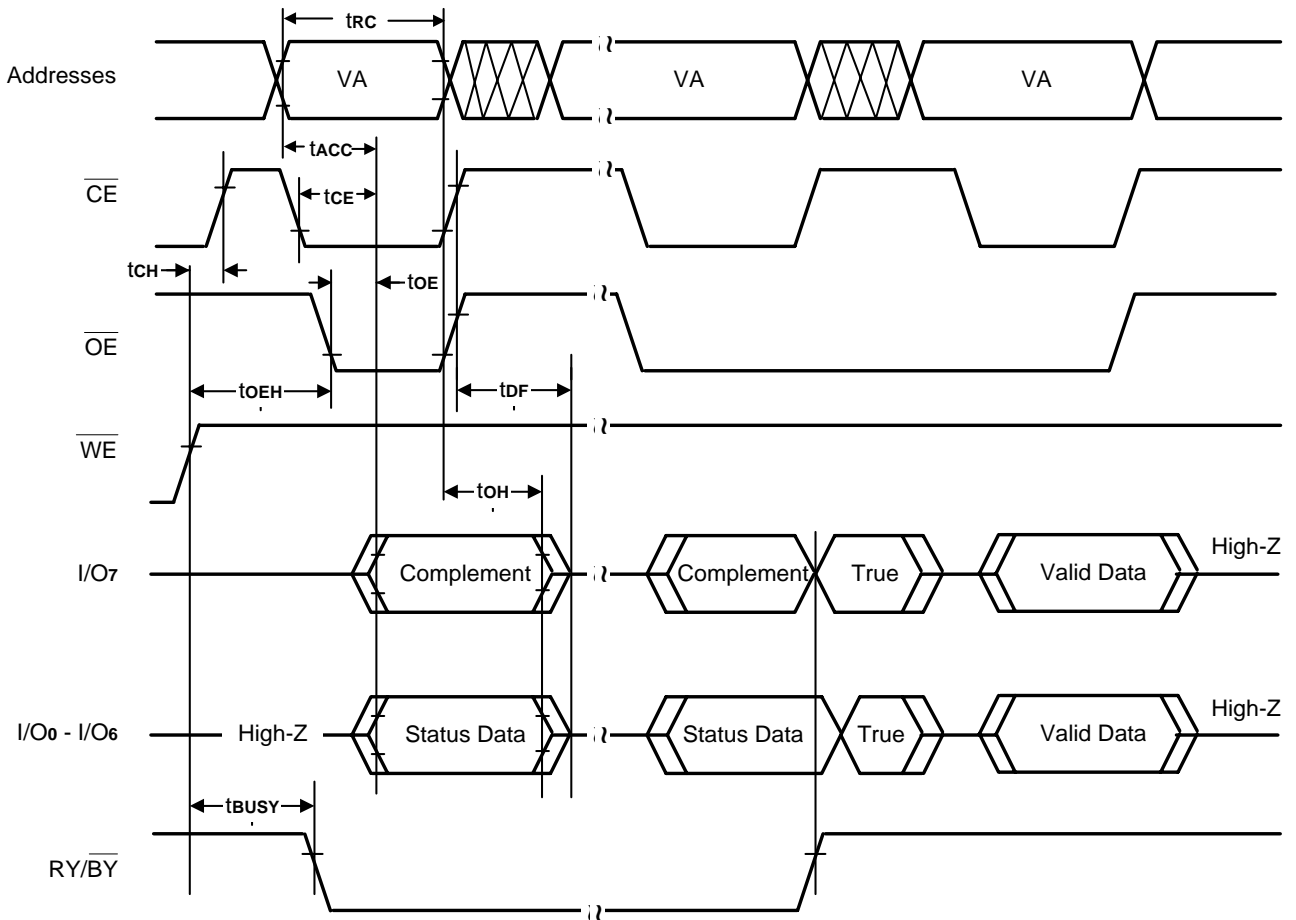 tRC
Addresses VA VA VA
tACC
CE tCE
tCH tOE
OE
tOEH tDF
WE
tOH
I/O7 Complement Complement True Valid Data High-Z
I/O0 - I/O6 High-Z Status Data Status Data True Valid Data High-Z
tBUSY
RY/BY